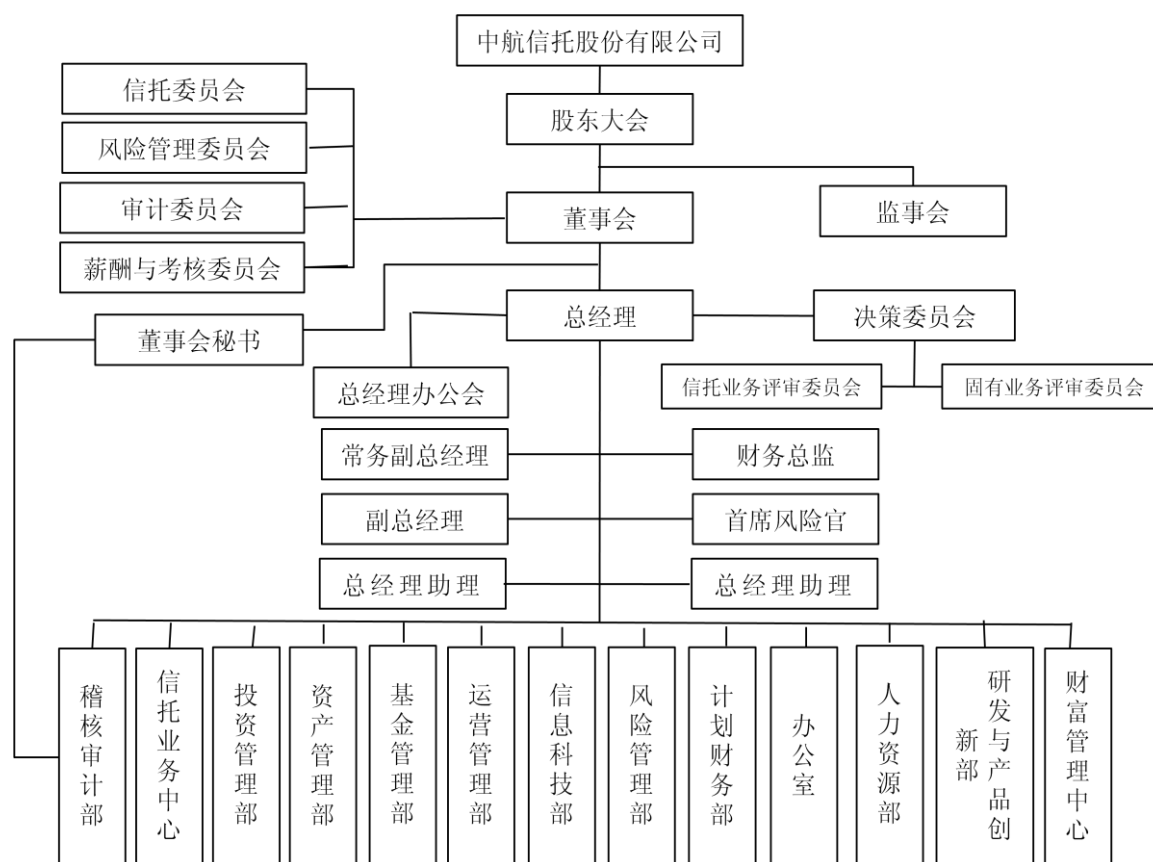 中航信托股份有限公司
信托委员会
股东大会
风险管理委员会
审计委员会
董事会
监事会
薪酬与考核委员会
总经理
决策委员会
董事会秘书
总经理办公会
信托业务评审委员会
固有业务评审委员会
常务副总经理
财务总监
副总经理
首席风险官
总经理助理
总经理助理
稽核审计部
信托业务中心
投资管理部
资产管理部
基金管理部
运营管理部
信息科技部
风险管理部
计划财务部
办公室
人力资源部
研发与产品创
新部
财富管理中心